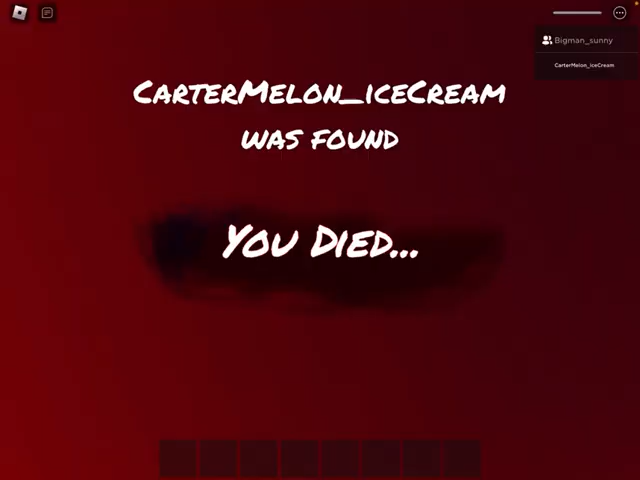 Bigman_sunny
CarterMelon_iceCream
CarterMelon_iceCream
was found
You Died...